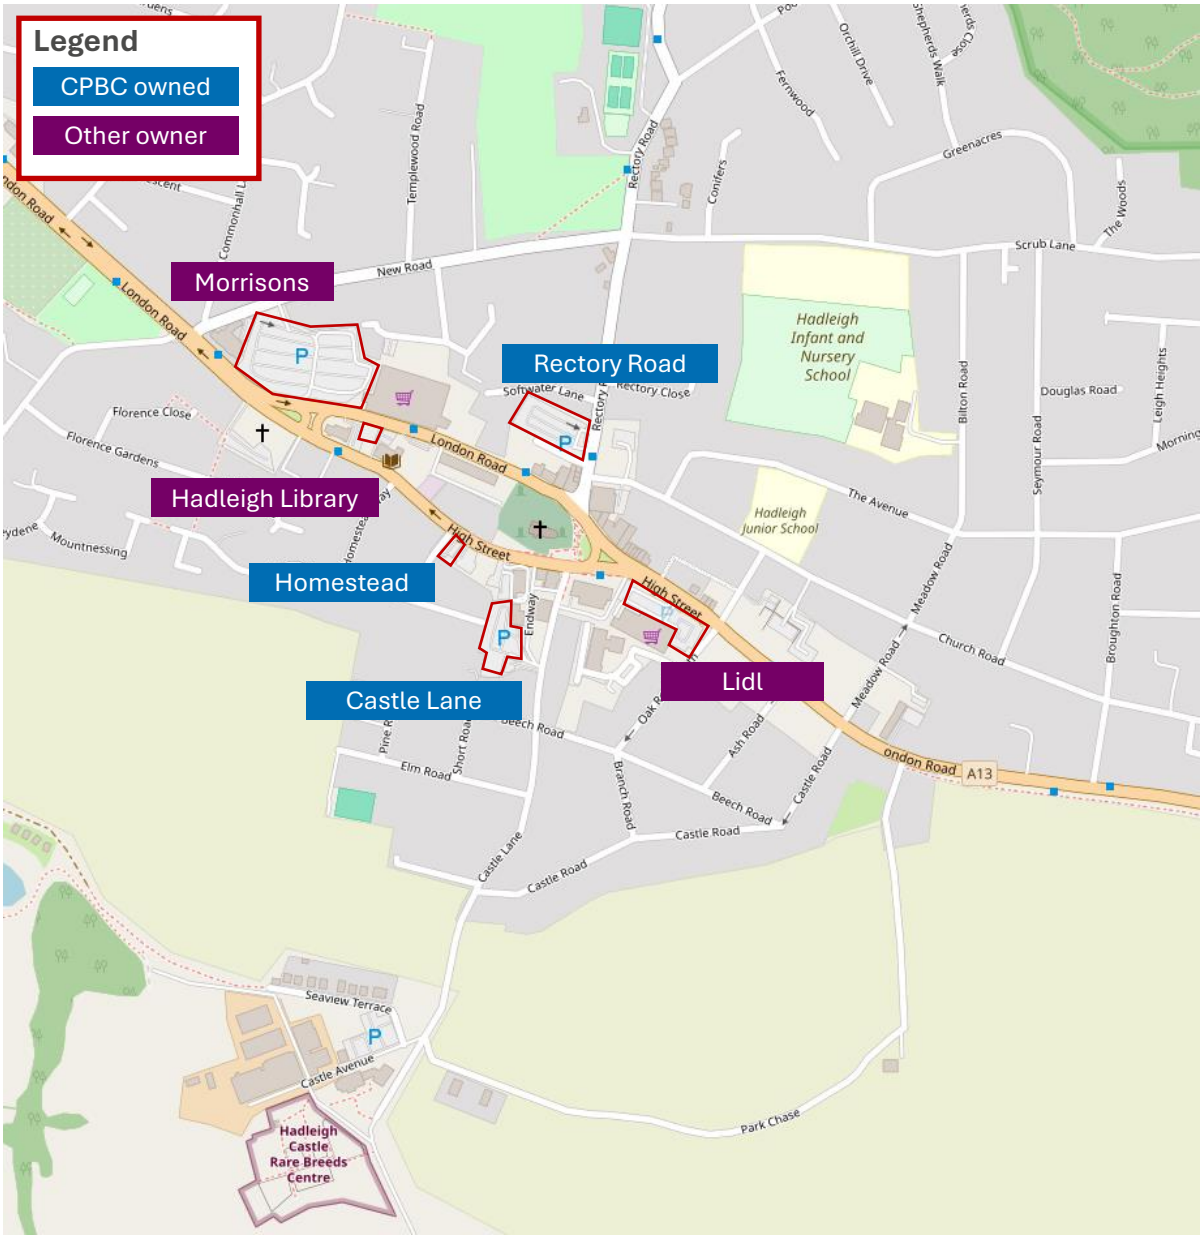 Legend
CPBC owned
Other owner
London Road
Templewood Road
Rectory Road
Conifers
Fernwood
Orchill Drive
Shepherds Walk
Greenacres
The Woods
Scrub Lane
New Road
Morrisons
London Road
P
Rectory Road
Softwater Lane
Rectory Close
P
Hadleigh
Infant and
Nursery
School
Bilton Road
Douglas Road
Leigh Heights
Seymour Road
Florence Close
Florence Gardens
London Road
Hadleigh Library
The Avenue
Hadleigh
Junior School
Mountnessing
High Street
Homestead
High Street
Endway
P
Meadow Road
Broughton Road
Church Road
Meadow Road
Lidl
Castle Lane
Beech Road
Short Road
Elm Road
Ash Road
Castle Road
A13
Branch Road
Beech Road
Castle Road
Castle Lane
Castle Road
Seaview Terrace
P
Castle Avenue
Park Chase
Hadleigh
Castle
Rare Breeds
Centre